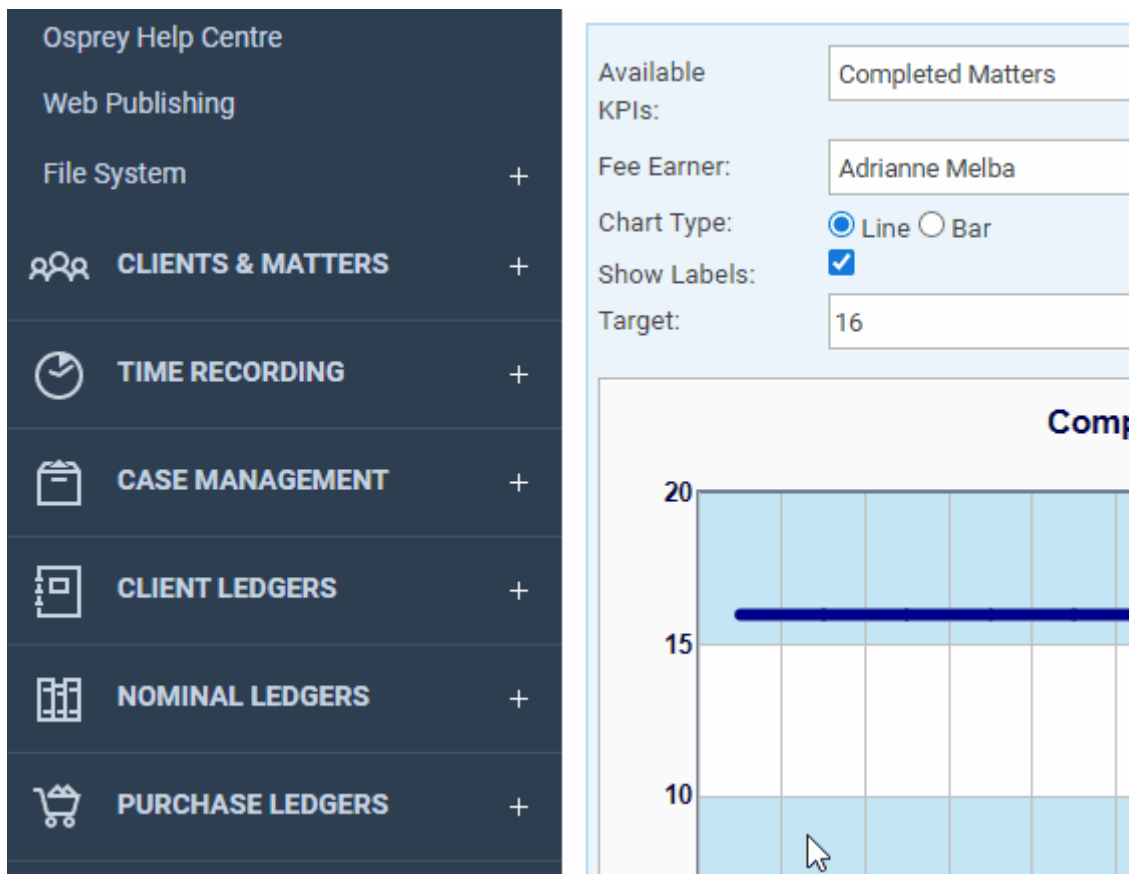 Osprey Help Centre
Web Publishing
File System +
CLIENTS & MATTERS +
TIME RECORDING +
CASE MANAGEMENT +
CLIENT LEDGERS +
NOMINAL LEDGERS +
PURCHASE LEDGERS +
Available
KPIs:
Completed Matters
Fee Earner:
Adrianne Melba
Chart Type:
Line Bar
Show Labels:
Target:
16
Comp
20
15
10